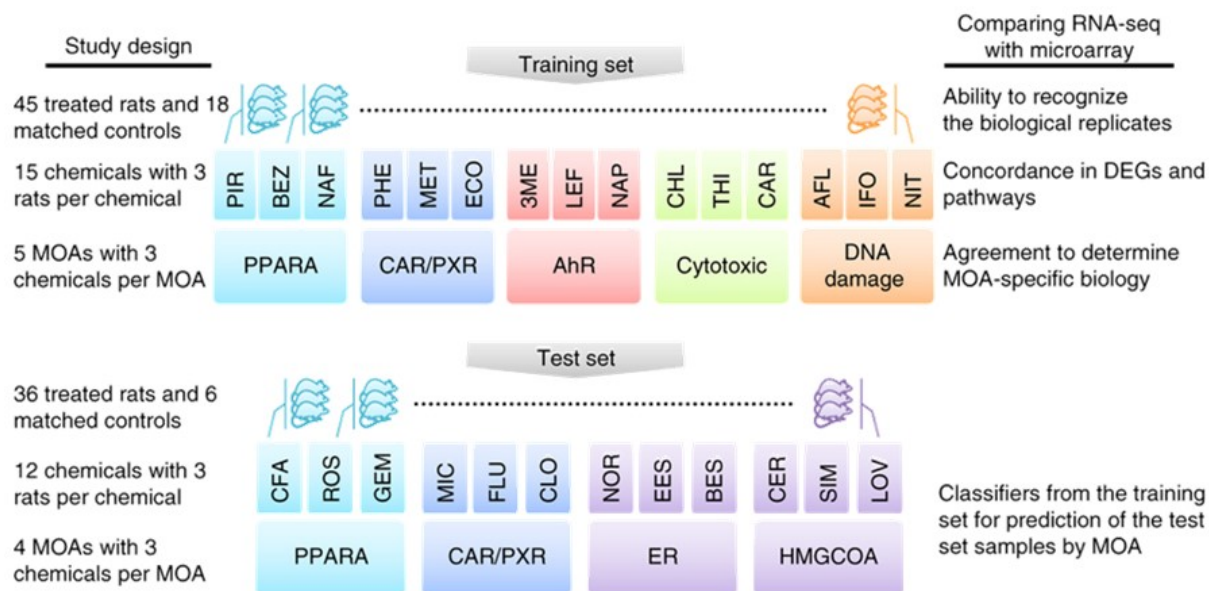 Study design
Training set
Comparing RNA-seq
with microarray
45 treated rats and 18
matched controls
Ability to recognize
the biological replicates
15 chemicals with 3
rats per chemical
PIR
BEZ
NAF
PHE
MET
ECO
3ME
LEF
NAP
CHL
THI
CAR
AFL
IFO
NIT
Concordance in DEGs and
pathways
5 MOAs with 3
chemicals per MOA
PPARA
CAR/PXR
AhR
Cytotoxic
DNA
damage
Agreement to determine
MOA-specific biology
Test set
36 treated rats and 6
matched controls
12 chemicals with 3
rats per chemical
CFA
ROS
GEM
MIC
FLU
CLO
NOR
EES
BES
CER
SIM
LOV
4 MOAs with 3
chemicals per MOA
PPARA
CAR/PXR
ER
HMGCOA
Classifiers from the training
set for prediction of the test
set samples by MOA